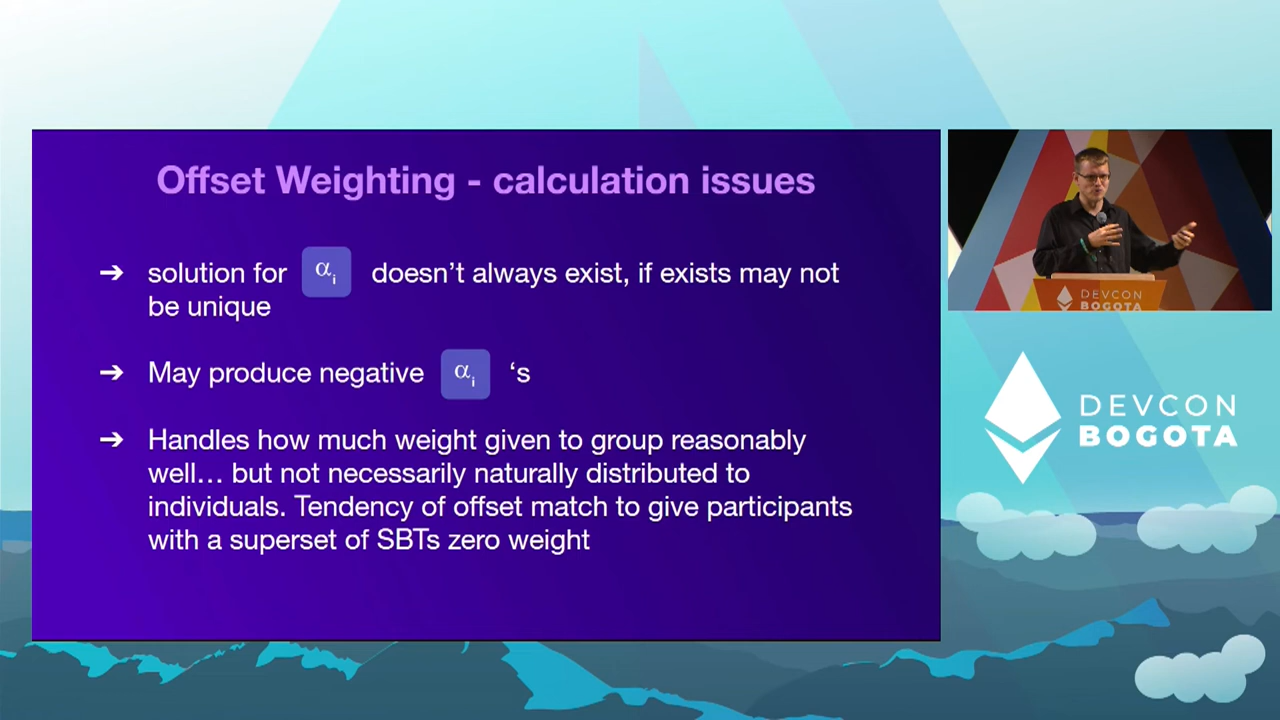 Offset Weighting - calculation issues
➔ solution for αi doesn't always exist, if exists may not
be unique
➔ May produce negative αi 's
➔ Handles how much weight given to group reasonably
well… but not necessarily naturally distributed to
individuals. Tendency of offset match to give participants
with a superset of SBTs zero weight
DEVCON
BOGOTA
DEVCON
BOGOTA